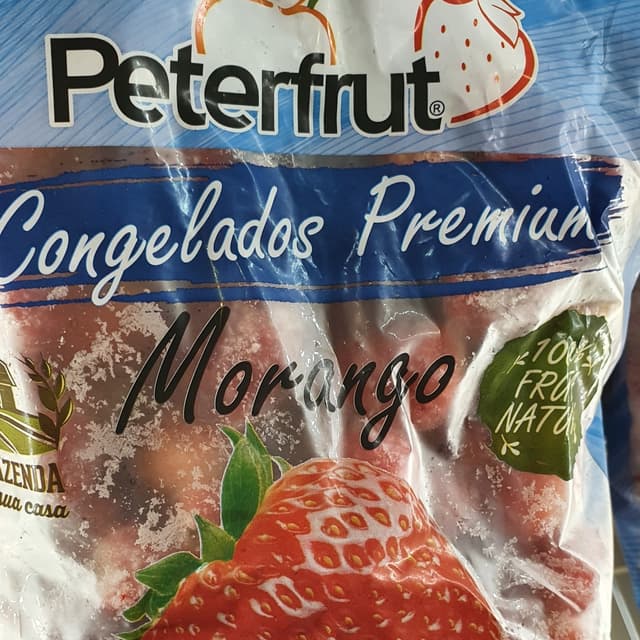 Peterfrut®
Congelados Premium
Morango
100%
FRU
NATU
AZENDA
sua casa